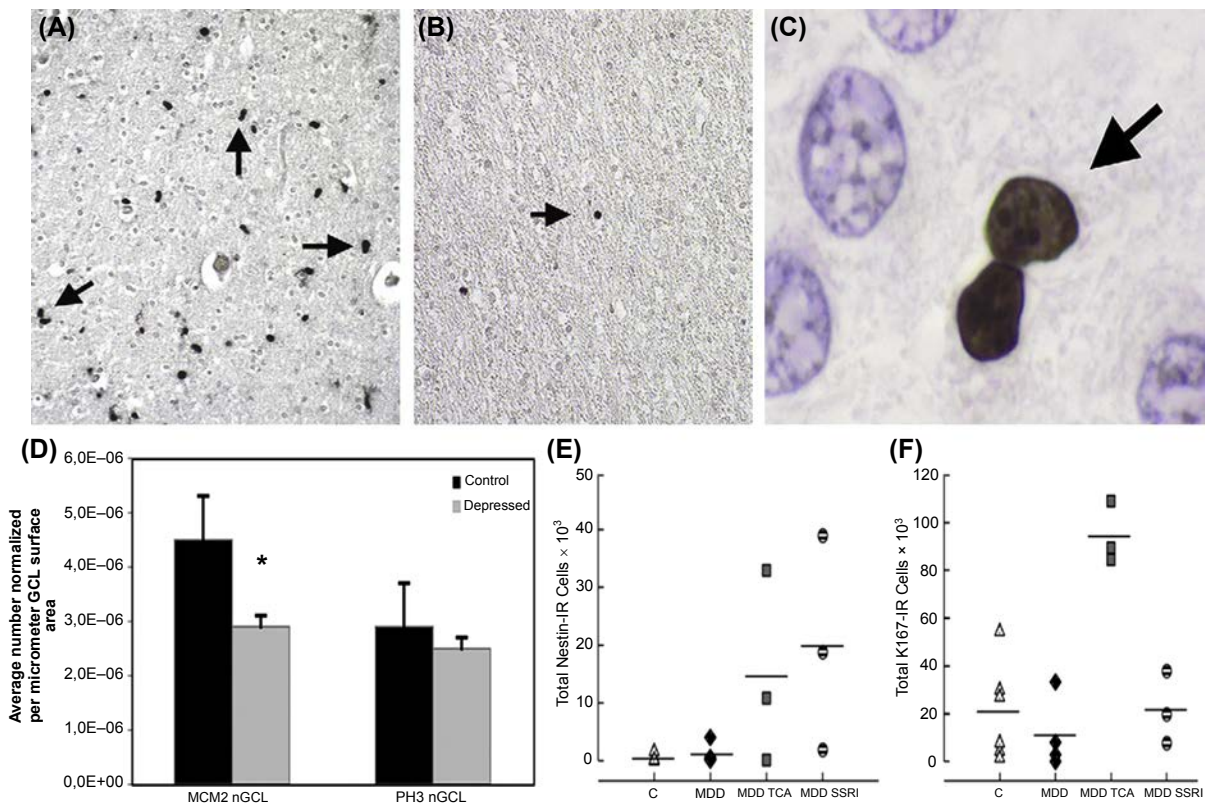 (A)
(B)
(C)
(D)
6,0E–06
5,0E–06
4,0E–06
3,0E–06
2,0E–06
1,0E–06
0,0E+00
Average number normalized
per micrometer GCL surface
area
Control
Depressed
*
MCM2 nGCL
PH3 nGCL
(E)
50
40
30
20
10
0
Total Nestin-IR Cells × 10³
C
MDD
MDD TCA
MDD SSRI
(F)
120
100
80
60
40
20
0
Total K167-IR Cells × 10³
C
MDD
MDD TCA
MDD SSRI